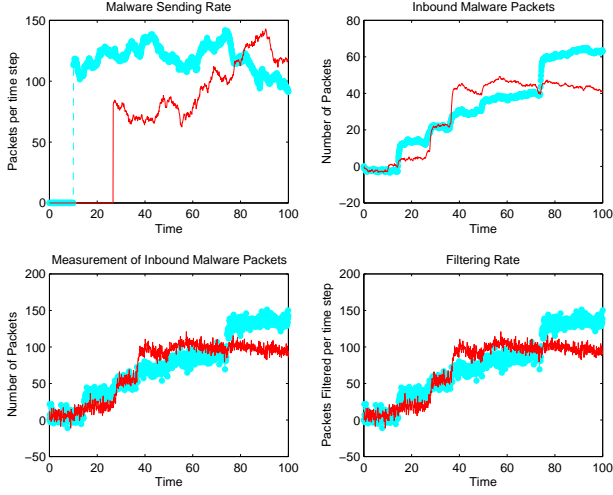 Malware Sending Rate
Packets per time step
150
100
50
0
0 20 40 60 80 100
Time
Inbound Malware Packets
Number of Packets
80
60
40
20
0
−20
0 20 40 60 80 100
Time
Measurement of Inbound Malware Packets
Number of Packets
200
150
100
50
0
−50
0 20 40 60 80 100
Time
Filtering Rate
Packets Filtered per time step
200
150
100
50
0
−50
0 20 40 60 80 100
Time